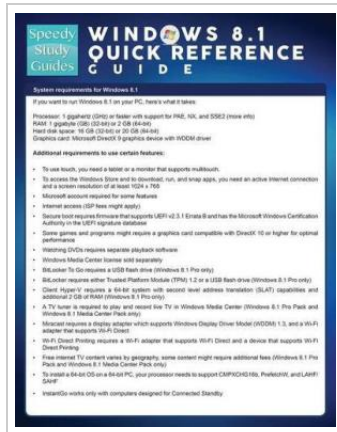 Speedy
Study
Guides
WINDOWS 8.1
QUICK REFERENCE
GUIDE
System requirements for Windows 8.1
If you want to run Windows 8.1 on your PC, here's what it takes:
Processor: 1 gigahertz (GHz) or faster with support for PAE, NX, and SSE2 (more info)
RAM: 1 gigabyte (GB) (32-bit) or 2 GB (64-bit)
Hard disk space: 16 GB (32-bit) or 20 GB (64-bit)
Graphics card: Microsoft DirectX 9 graphics device with WDDM driver
Additional requirements to use certain features:
• To use touch, you need a tablet or a monitor that supports multitouch.
• To access the Windows Store and to download, run, and snap apps, you need an active Internet connection
and a screen resolution of at least 1024 x 768
• Microsoft account required for some features
• Internet access (ISP fees might apply)
• Secure boot requires firmware that supports UEFI v2.3.1 Errata B and has the Microsoft Windows Certification
Authority in the UEFI signature database
• Some games and programs might require a graphics card compatible with DirectX 10 or higher for optimal
performance
• Watching DVDs requires separate playback software
• Windows Media Center license sold separately
• BitLocker To Go requires a USB flash drive (Windows 8.1 Pro only)
• BitLocker requires either Trusted Platform Module (TPM) 1.2 or a USB flash drive (Windows 8.1 Pro only)
• Client Hyper-V requires a 64-bit system with second level address translation (SLAT) capabilities and
additional 2 GB of RAM (Windows 8.1 Pro only)
• A TV tuner is required to play and record live TV in Windows Media Center (Windows 8.1 Pro Pack and
Windows 8.1 Media Center Pack only)
• Miracast requires a display adapter which supports Windows Display Driver Model (WDDM) 1.3, and a Wi-Fi
adapter that supports Wi-Fi Direct
• Wi-Fi Direct Printing requires a Wi-Fi adapter that supports Wi-Fi Direct and a device that supports Wi-Fi
Direct Printing
• Free Internet TV content varies by geography, some content might require additional fees (Windows 8.1 Pro
Pack and Windows 8.1 Media Center Pack only)
• To install a 64-bit OS on a 64-bit PC, your processor needs to support CMPXCHG16b, PrefetchW, and LAHF/
SAHF
• InstantGo works only with computers designed for Connected Standby